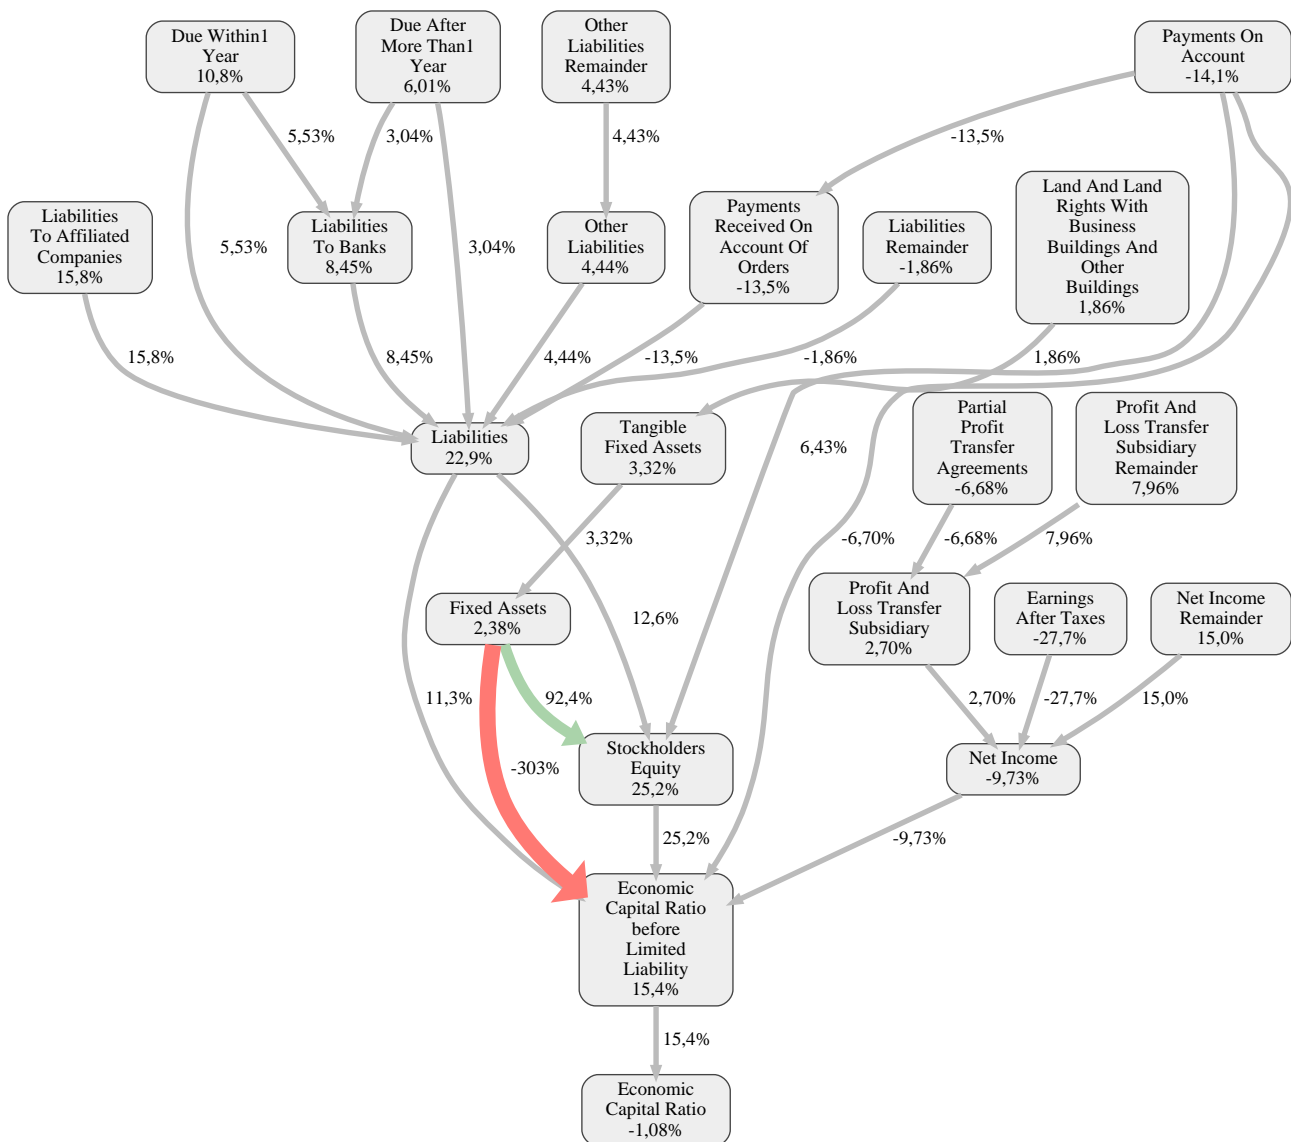 Due Within1
Year
10,8%
Due After
More Than1
Year
6,01%
Other
Liabilities
Remainder
4,43%
Payments On
Account
-14,1%
5,53%
3,04%
4,43%
-13,5%
Liabilities
To Affiliated
Companies
15,8%
5,53%
Liabilities
To Banks
8,45%
3,04%
Other
Liabilities
4,44%
Payments
Received On
Account Of
Orders
-13,5%
Liabilities
Remainder
-1,86%
Land And Land
Rights With
Business
Buildings And
Other
Buildings
1,86%
15,8%
8,45%
4,44%
-13,5%
-1,86%
1,86%
Liabilities
22,9%
Tangible
Fixed Assets
3,32%
6,43%
Partial
Profit
Transfer
Agreements
-6,68%
Profit And
Loss Transfer
Subsidiary
Remainder
7,96%
3,32%
-6,70%
-6,68%
7,96%
Fixed Assets
2,38%
12,6%
Profit And
Loss Transfer
Subsidiary
2,70%
Earnings
After Taxes
-27,7%
Net Income
Remainder
15,0%
11,3%
92,4%
2,70%
-27,7%
15,0%
-303%
Stockholders
Equity
25,2%
Net Income
-9,73%
25,2%
-9,73%
Economic
Capital Ratio
before
Limited
Liability
15,4%
15,4%
Economic
Capital Ratio
-1,08%